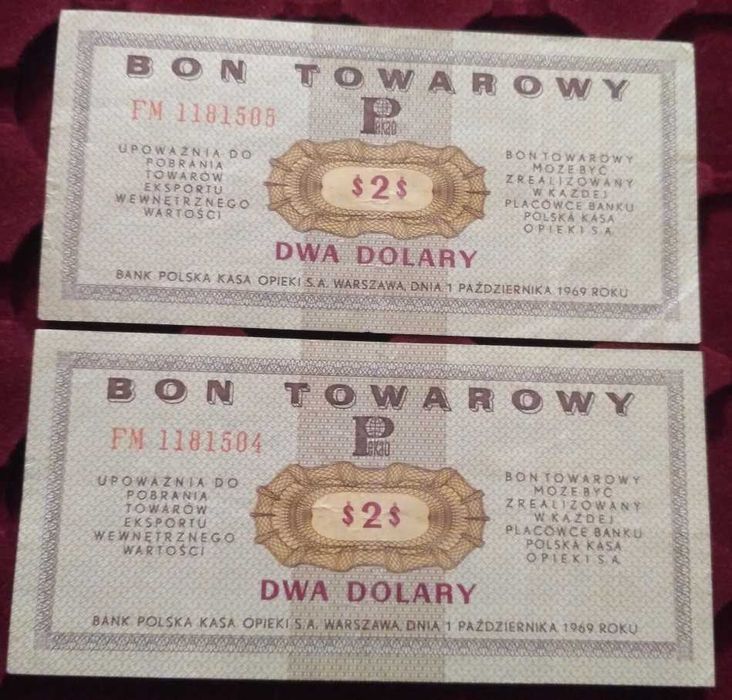 BON TOWAROWY
FM 1181505
Pekao
UPOWAŻNIA DO
POBRANIA
TOWARÓW
EKSPORTU
WEWNĘTRZNEGO
WARTOŚCI
$2$
BON TOWAROWY
MOŻE BYĆ
ZREALIZOWANY
W KAŻDEJ
PLACÓWCE BANKU
POLSKA KASA
OPIEKI S.A.
DWA DOLARY
BANK POLSKA KASA OPIEKI S.A. WARSZAWA, DNIA 1 PAŹDZIERNIKA 1969 ROKU
BON TOWAROWY
FM 1181504
Pekao
UPOWAŻNIA DO
POBRANIA
TOWARÓW
EKSPORTU
WEWNĘTRZNEGO
WARTOŚCI
$2$
BON TOWAROWY
MOŻE BYĆ
ZREALIZOWANY
W KAŻDEJ
PLACÓWCE BANKU
POLSKA KASA
OPIEKI S.A.
DWA DOLARY
BANK POLSKA KASA OPIEKI S.A. WARSZAWA, DNIA 1 PAŹDZIERNIKA 1969 ROKU